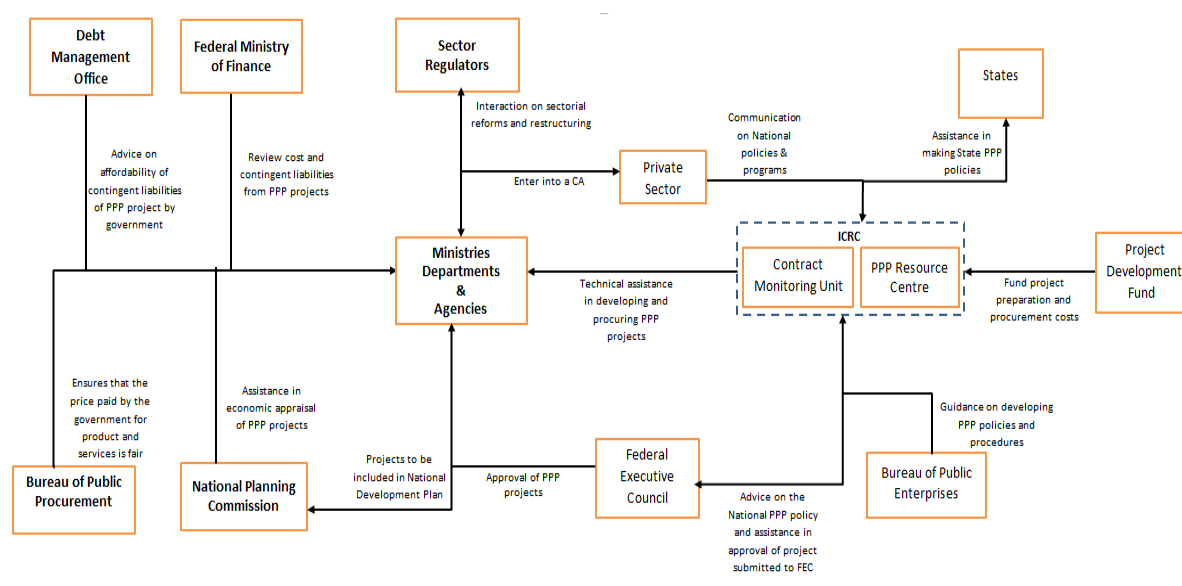 Debt
Management
Office
Federal Ministry
of Finance
Sector
Regulators
States
Interaction on sectorial
reforms and restructuring
Communication
on National
policies &
programs
Assistance in
making State PPP
policies
Advice on
affordability of
contingent liabilities
of PPP project by
government
Review cost and
contingent liabilities
from PPP projects
Enter into a CA
Private
Sector
ICRC
Ministries
Departments
&
Agencies
Contract
Monitoring Unit
PPP Resource
Centre
Project
Development
Fund
Technical assistance
in developing and
procuring PPP
projects
Fund project
preparation and
procurement costs
Ensures that the
price paid by the
government for
product and
services is fair
Assistance in
economic appraisal
of PPP projects
Guidance on developing
PPP policies and
procedures
Projects to be
included in National
Development Plan
Approval of PPP
projects
Federal
Executive
Council
Bureau of Public
Enterprises
Bureau of Public
Procurement
National Planning
Commission
Advice on the
National PPP policy
and assistance in
approval of project
submitted to FEC